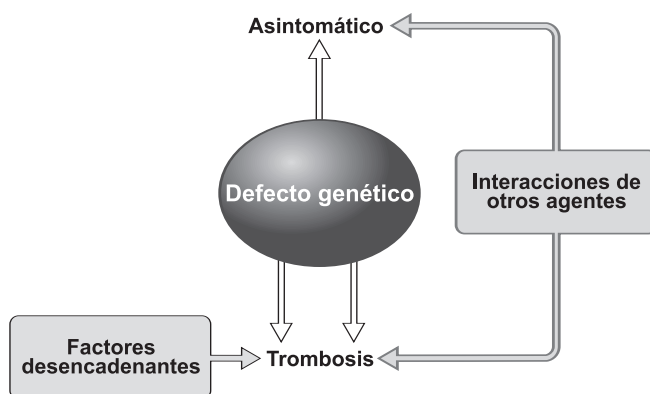 Asintomático
Defecto genético
Interacciones de
otros agentes
Factores
desencadenantes
Trombosis